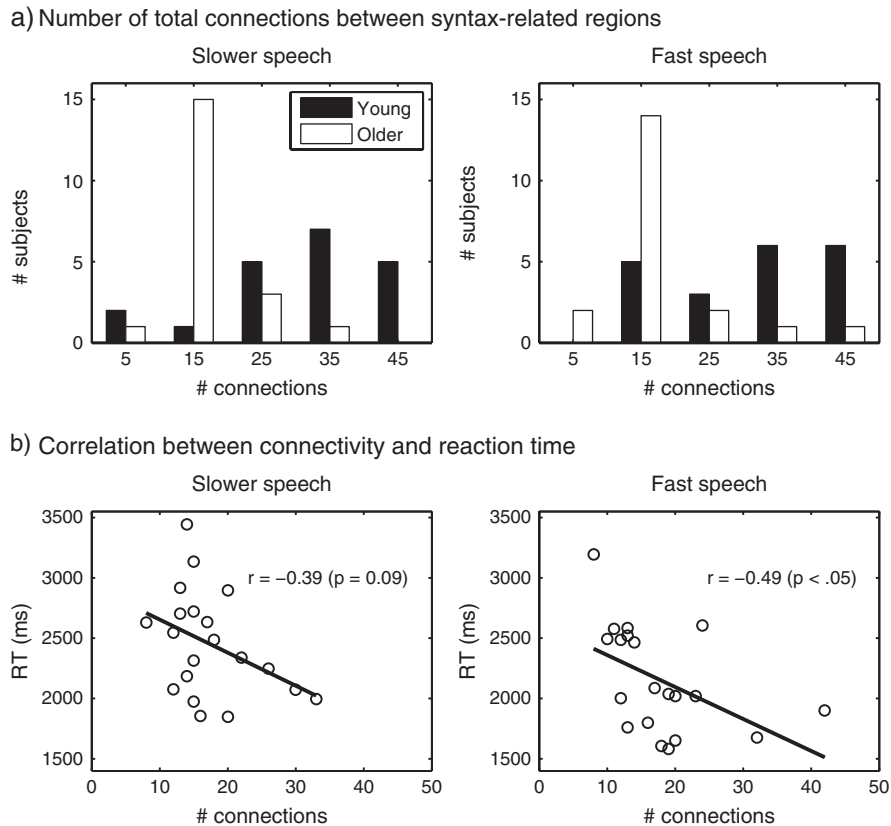 a) Number of total connections between syntax-related regions
Slower speech
Fast speech
15
10
5
0
# subjects
Young
Older
5 15 25 35 45
# connections
15
10
5
0
# subjects
5 15 25 35 45
# connections
b) Correlation between connectivity and reaction time
Slower speech
Fast speech
3500
3000
2500
2000
1500
RT (ms)
r = −0.39 (p = 0.09)
0 10 20 30 40 50
# connections
3500
3000
2500
2000
1500
RT (ms)
r = −0.49 (p < .05)
0 10 20 30 40 50
# connections